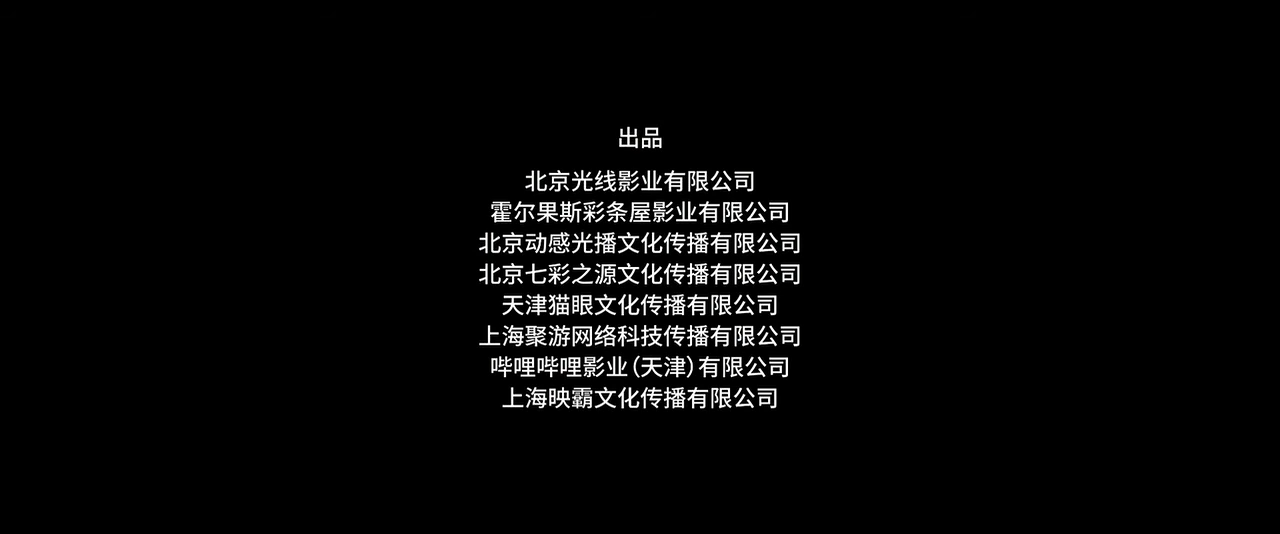 出品
北京光线影业有限公司
霍尔果斯彩条屋影业有限公司
北京动感光播文化传播有限公司
北京七彩之源文化传播有限公司
天津猫眼文化传播有限公司
上海聚游网络科技传播有限公司
哔哩哔哩影业(天津)有限公司
上海映霸文化传播有限公司